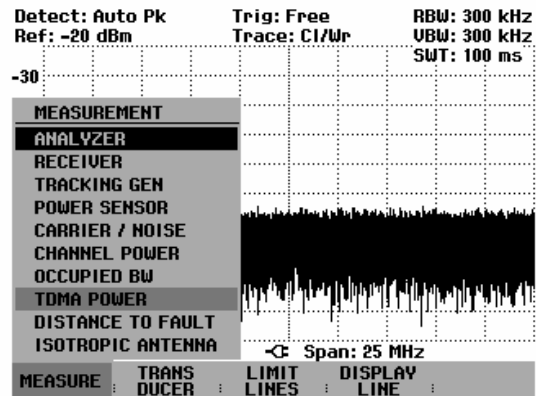 Detect: Auto Pk Trig: Free RBW: 300 kHz
Ref: -20 dBm Trace: Cl/Wr VBW: 300 kHz
SWT: 100 ms
-30
MEASUREMENT
ANALYZER
RECEIVER
TRACKING GEN
POWER SENSOR
CARRIER / NOISE
CHANNEL POWER
OCCUPIED BW
TDMA POWER
DISTANCE TO FAULT
ISOTROPIC ANTENNA
Span: 25 MHz
MEASURE TRANS LIMIT DISPLAY
DUCER LINES LINE